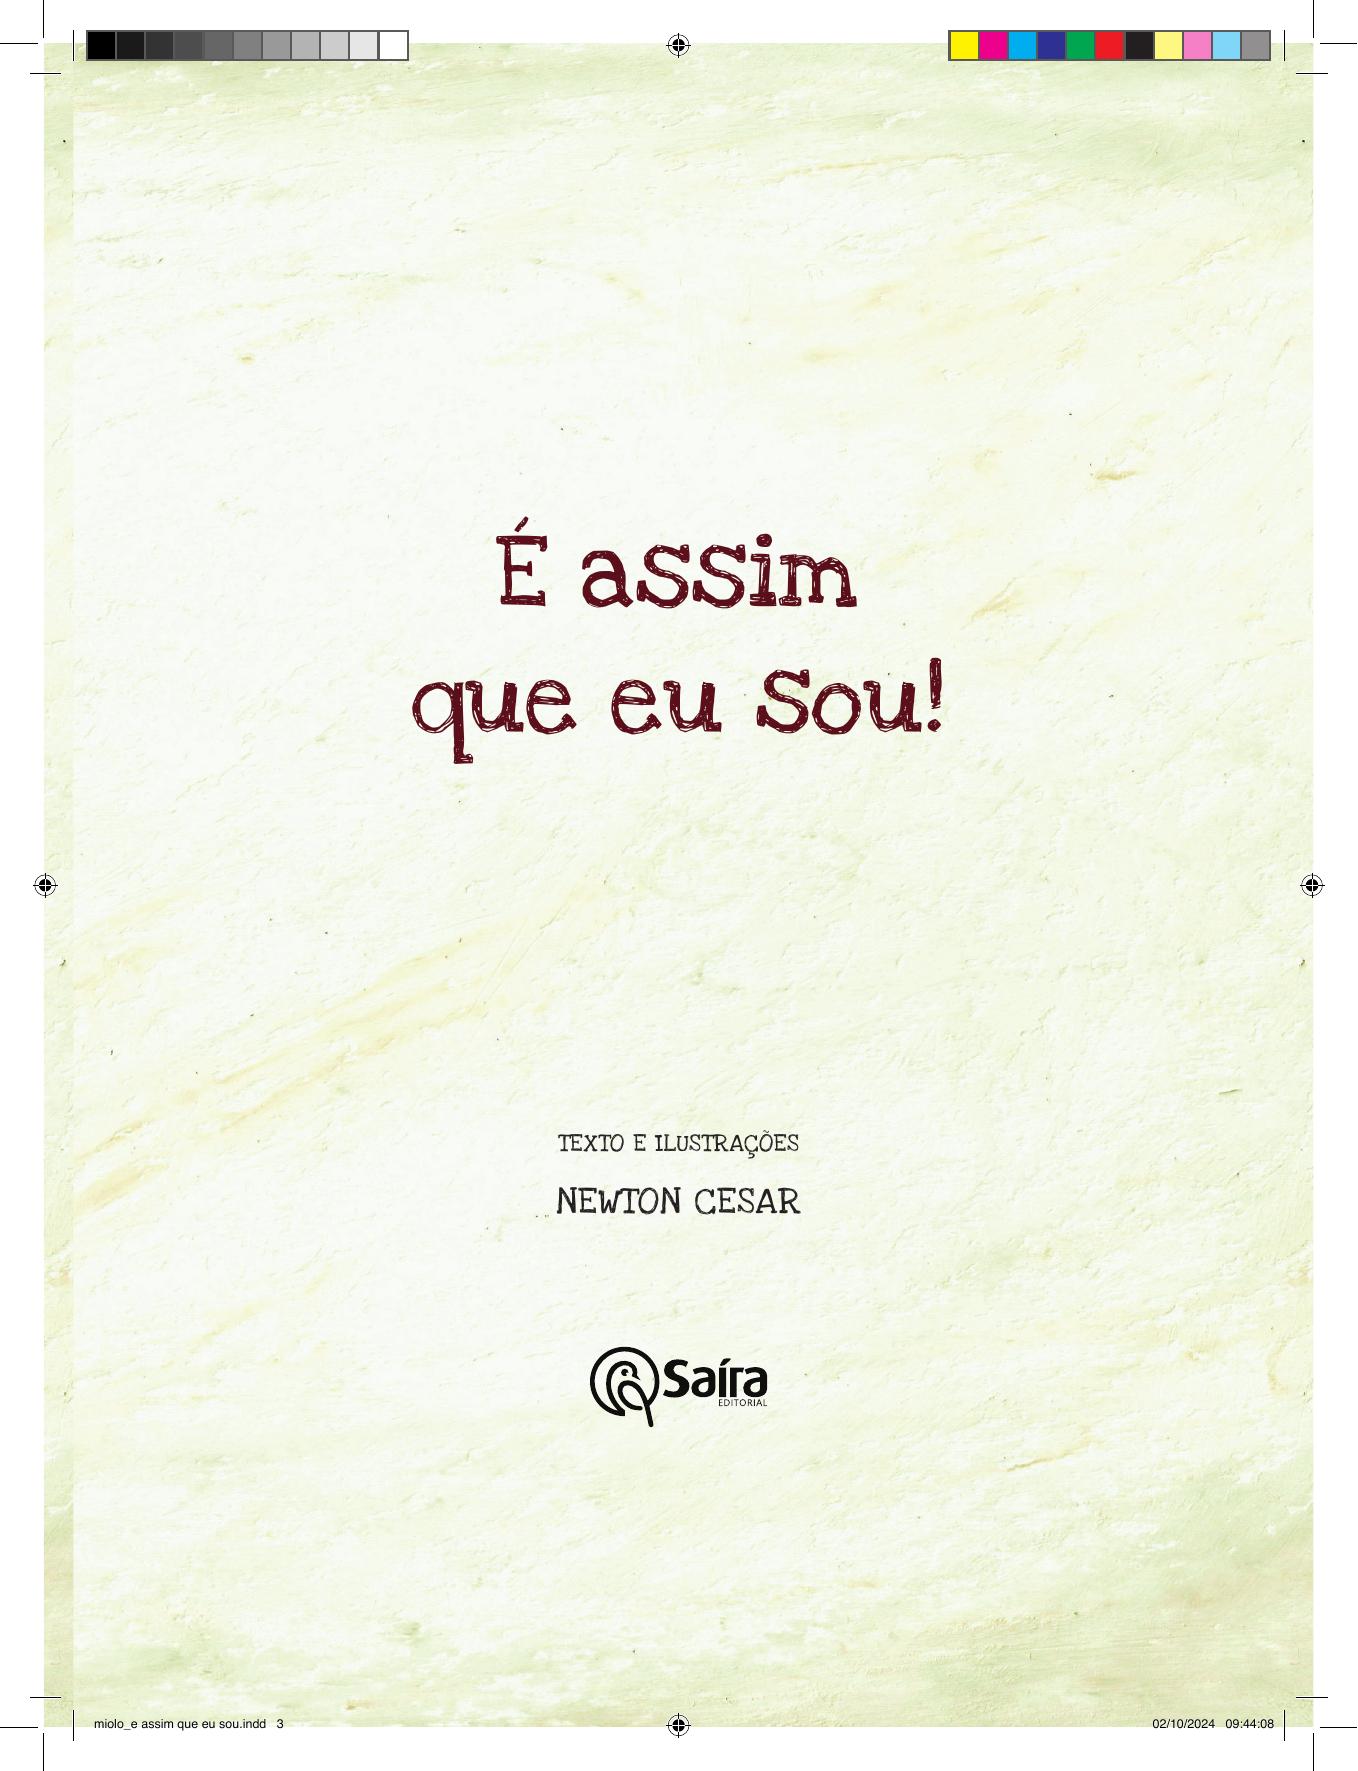 É assim
que eu sou!
TEXTO E ILUSTRAÇÕES
NEWTON CESAR
Saíra
EDITORIAL
miolo_e assim que eu sou.indd 3
02/10/2024 09:44:08